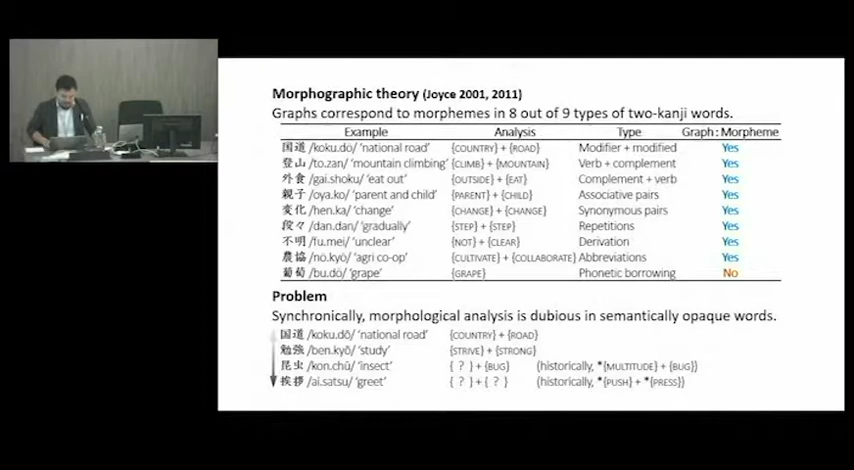 Morphographic theory (Joyce 2001, 2011)
Graphs correspond to morphemes in 8 out of 9 types of two-kanji words.
Example Analysis Type Graph : Morpheme
国道 /koku.dō/ ‘national road’ {COUNTRY} + {ROAD} Modifier + modified Yes
登山 /to.zan/ ‘mountain climbing’ {CLIMB} + {MOUNTAIN} Verb + complement Yes
外食 /gai.shoku/ ‘eat out’ {OUTSIDE} + {EAT} Complement + verb Yes
親子 /oya.ko/ ‘parent and child’ {PARENT} + {CHILD} Associative pairs Yes
変化 /hen.ka/ ‘change’ {CHANGE} + {CHANGE} Synonymous pairs Yes
段々 /dan.dan/ ‘gradually’ {STEP} + {STEP} Repetitions Yes
不明 /fu.mei/ ‘unclear’ {NOT} + {CLEAR} Derivation Yes
農協 /nō.kyō/ ‘agri co-op’ {CULTIVATE} + {COLLABORATE} Abbreviations Yes
葡萄 /bu.dō/ ‘grape’ {GRAPE} Phonetic borrowing No
Problem
Synchronically, morphological analysis is dubious in semantically opaque words.
国道 /koku.dō/ ‘national road’ {COUNTRY} + {ROAD}
勉強 /ben.kyō/ ‘study’ {STRIVE} + {STRONG}
昆虫 /kon.chū/ ‘insect’ { ? } + {BUG} (historically, *{MULTITUDE} + {BUG})
挨拶 /ai.satsu/ ‘greet’ { ? } + { ? } (historically, *{PUSH} + *{PRESS})